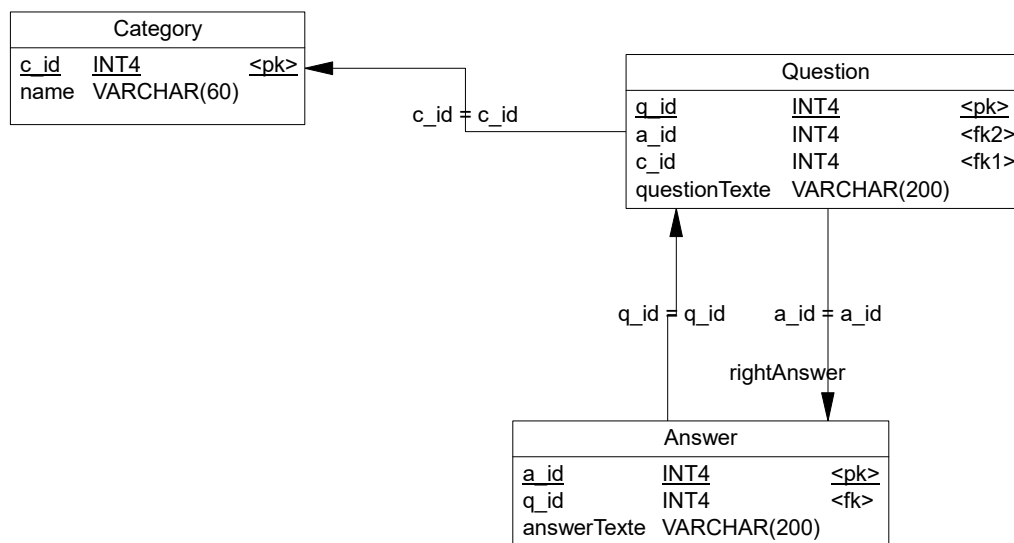 Category
c_id INT4 <pk>
name VARCHAR(60)
c_id = c_id
Question
q_id INT4 <pk>
a_id INT4 <fk2>
c_id INT4 <fk1>
questionTexte VARCHAR(200)
q_id = q_id
a_id = a_id
rightAnswer
Answer
a_id INT4 <pk>
q_id INT4 <fk>
answerTexte VARCHAR(200)